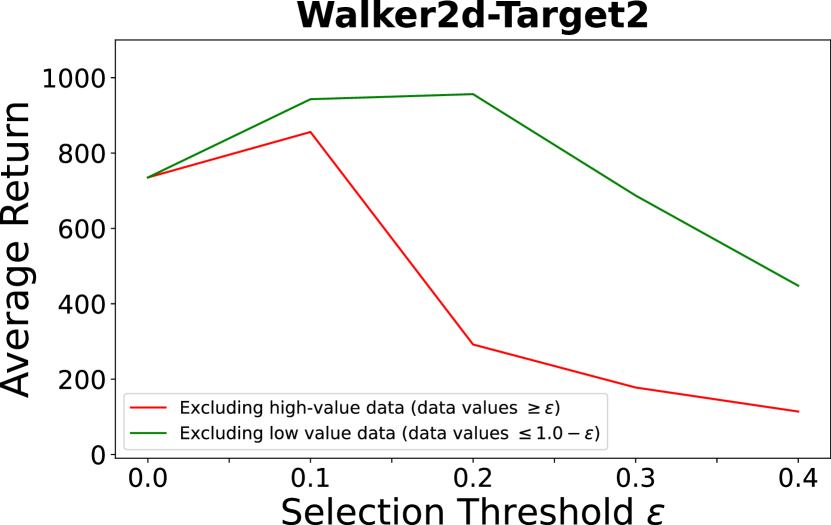 Walker2d-Target2
Average Return
1000
800
600
400
200
0
Excluding high-value data (data values ≥ ε)
Excluding low value data (data values ≤ 1.0 − ε)
0.0 0.1 0.2 0.3 0.4
Selection Threshold ε